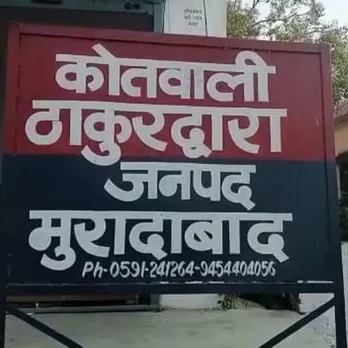 कोतवाली
ठाकुरद्वारा
जनपद
मुरादाबाद
Ph-0591-241264-9454404056